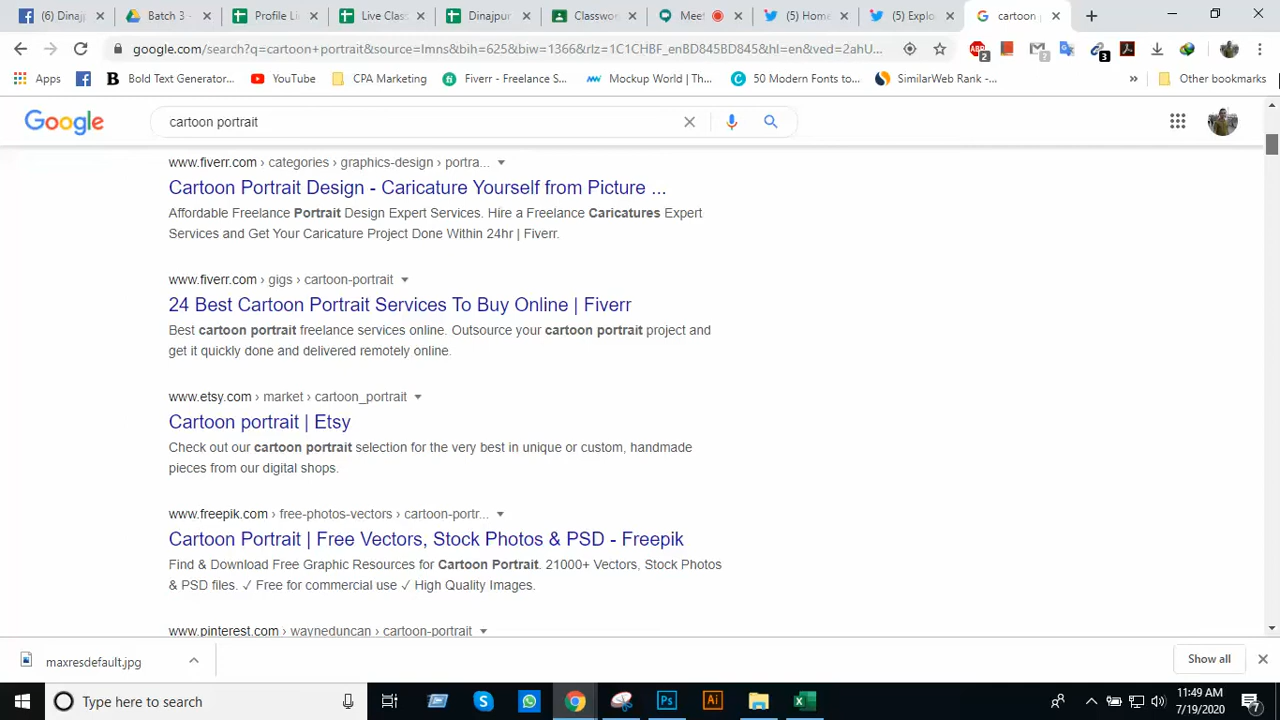 (6) Dinajp
Batch 3
Profile Li
Live Clas
Dinajpur
Classwor
Meet
(5) Home
(5) Explo
cartoon p
google.com/search?q=cartoon+portrait&source=lmns&bih=625&biw=1366&rlz=1C1CHBF_enBD845BD845&hl=en&ved=2ahU...
2
?
3
Apps
Bold Text Generator...
YouTube
CPA Marketing
Fiverr - Freelance S...
Mockup World | Th...
50 Modern Fonts to...
SimilarWeb Rank -...
»
Other bookmarks
Google
cartoon portrait
www.fiverr.com › categories › graphics-design › portra...
Cartoon Portrait Design - Caricature Yourself from Picture ...
Affordable Freelance Portrait Design Expert Services. Hire a Freelance Caricatures Expert
Services and Get Your Caricature Project Done Within 24hr | Fiverr.
www.fiverr.com › gigs › cartoon-portrait
24 Best Cartoon Portrait Services To Buy Online | Fiverr
Best cartoon portrait freelance services online. Outsource your cartoon portrait project and
get it quickly done and delivered remotely online.
www.etsy.com › market › cartoon_portrait
Cartoon portrait | Etsy
Check out our cartoon portrait selection for the very best in unique or custom, handmade
pieces from our digital shops.
www.freepik.com › free-photos-vectors › cartoon-portr...
Cartoon Portrait | Free Vectors, Stock Photos & PSD - Freepik
Find & Download Free Graphic Resources for Cartoon Portrait. 21000+ Vectors, Stock Photos
& PSD files. ✓ Free for commercial use ✓ High Quality Images.
www.pinterest.com › wayneduncan › cartoon-portrait
maxresdefault.jpg
Show all
Type here to search
Ps
Ai
11:49 AM
7/19/2020
7